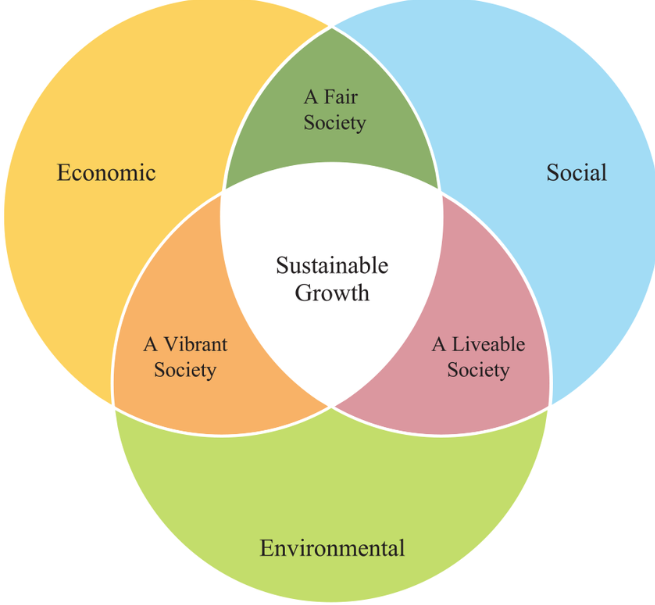 A Fair
Society
Economic
Social
Sustainable
Growth
A Vibrant
Society
A Liveable
Society
Environmental